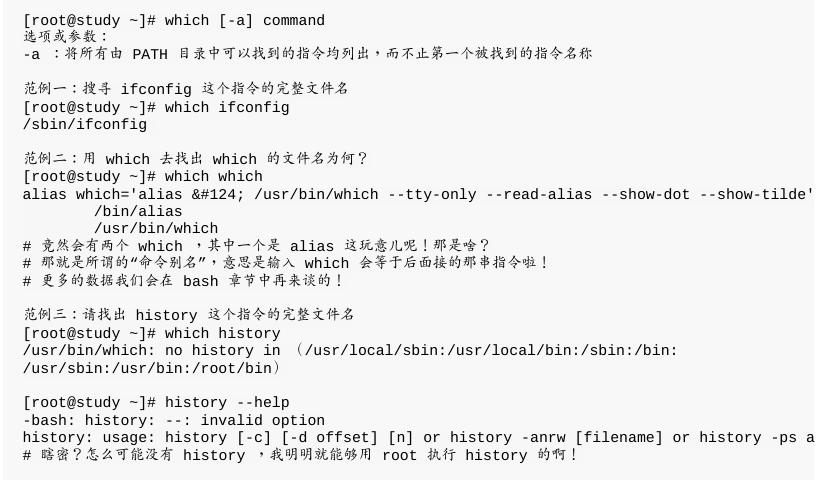 [root@study ~]# which [-a] command
选项或参数：
-a ：将所有由 PATH 目录中可以找到的指令均列出，而不止第一个被找到的指令名称
范例一：搜寻 ifconfig 这个指令的完整文件名
[root@study ~]# which ifconfig
/sbin/ifconfig
范例二：用 which 去找出 which 的文件名为何？
[root@study ~]# which which
alias which='alias &#124; /usr/bin/which --tty-only --read-alias --show-dot --show-tilde'
/bin/alias
/usr/bin/which
# 竟然会有两个 which ，其中一个是 alias 这玩意儿呢！那是啥？
# 那就是所谓的“命令别名”，意思是输入 which 会等于后面接的那串指令啦！
# 更多的数据我们会在 bash 章节中再来谈的！
范例三：请找出 history 这个指令的完整文件名
[root@study ~]# which history
/usr/bin/which: no history in （/usr/local/sbin:/usr/local/bin:/sbin:/bin:
/usr/sbin:/usr/bin:/root/bin）
[root@study ~]# history --help
-bash: history: --: invalid option
history: usage: history [-c] [-d offset] [n] or history -anrw [filename] or history -ps a
# 瞎密？怎么可能没有 history ，我明明就能够用 root 执行 history 的啊！